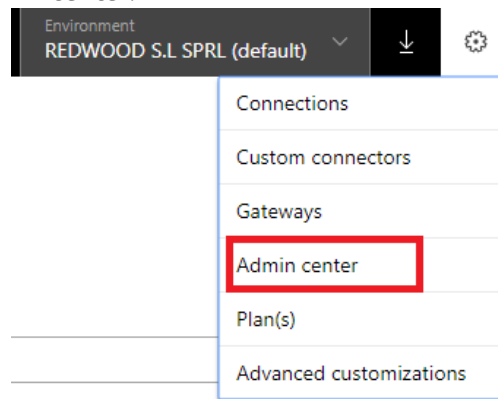 Environment
REDWOOD S.L SPRL (default)
Connections
Custom connectors
Gateways
Admin center
Plan(s)
Advanced customizations